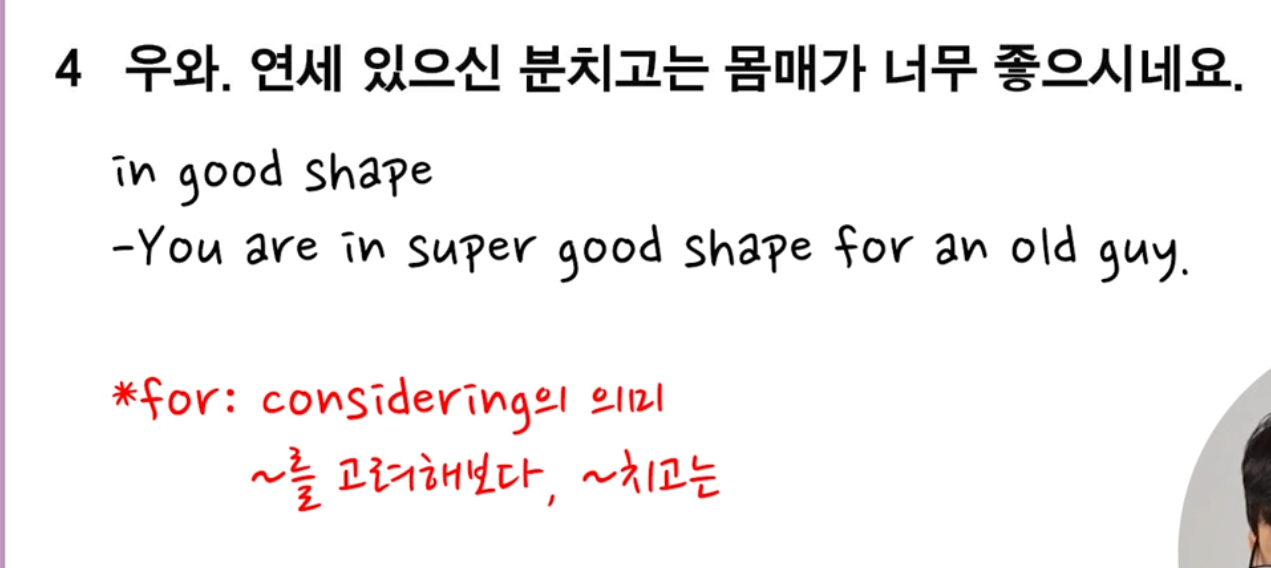 4 우와. 연세 있으신 분치고는 몸매가 너무 좋으시네요.
in good shape
-You are in super good shape for an old guy.
*for: considering의 의미
~를 고려해보다, ~치고는